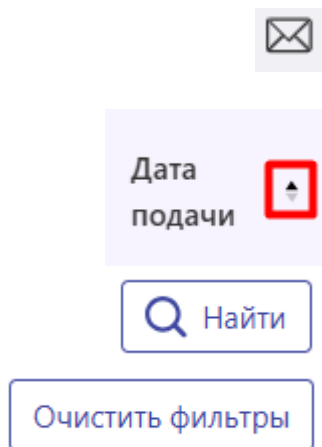 Дата
подачи
Найти
Очистить фильтры